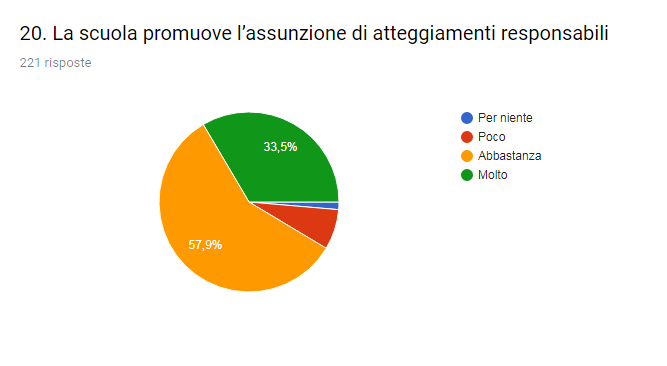 20. La scuola promuove l’assunzione di atteggiamenti responsabili
221 risposte
33,5%
57,9%
Per niente
Poco
Abbastanza
Molto